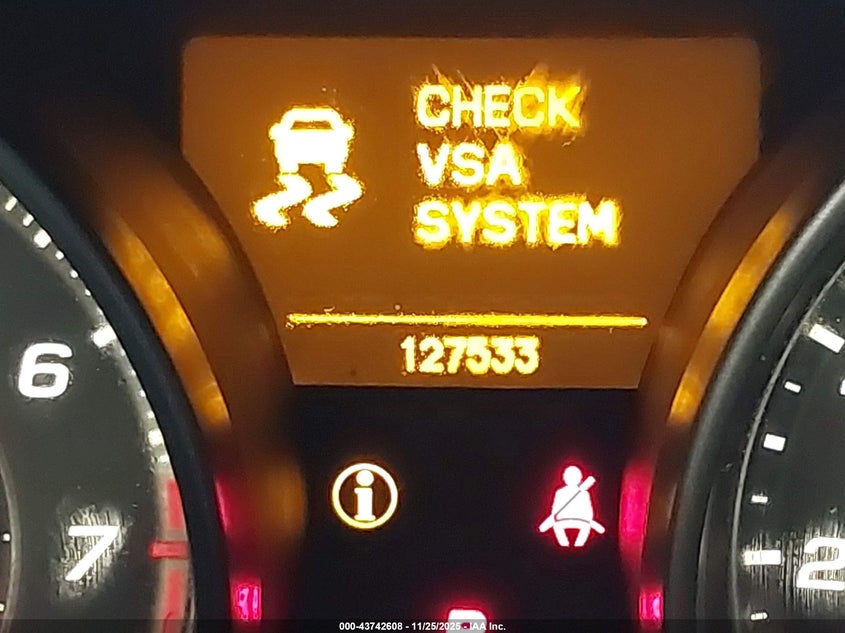 CHECK
VSA
SYSTEM
127533
6
7
2
000-43742608 - 11/25/2025 - IAA Inc.